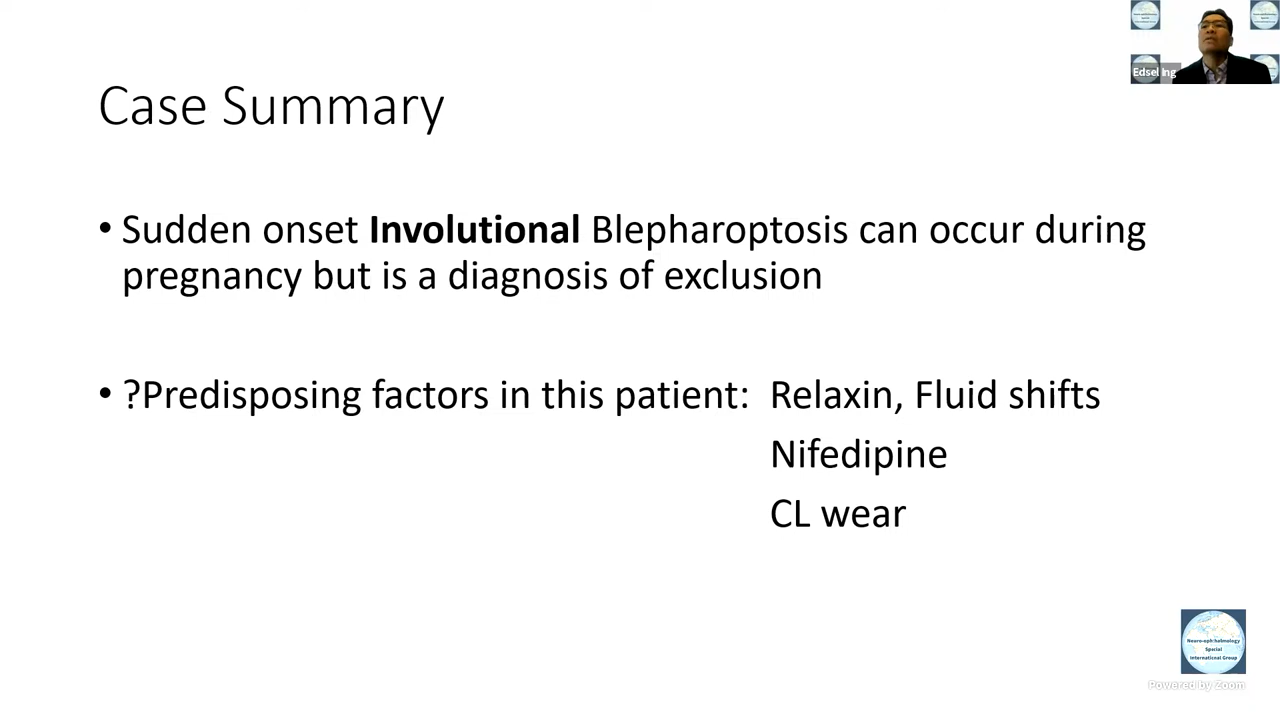 Edsel Ing
Case Summary
• Sudden onset Involutional Blepharoptosis can occur during
pregnancy but is a diagnosis of exclusion
• ?Predisposing factors in this patient: Relaxin, Fluid shifts
Nifedipine
CL wear
Neuro-ophthalmology
Special
International Group
Powered by Zoom